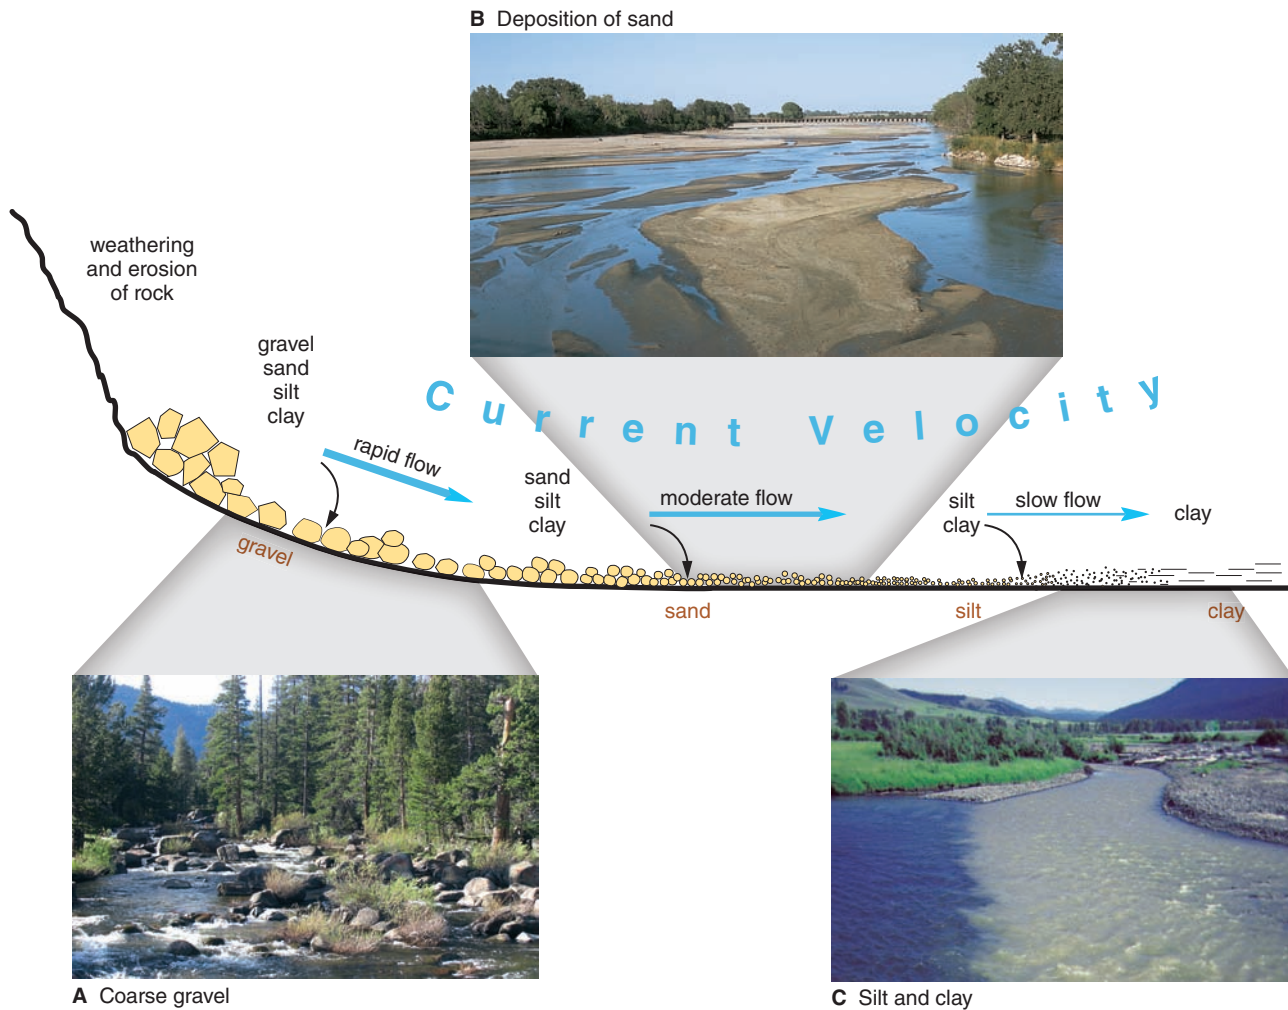 B Deposition of sand
weathering
and erosion
of rock
gravel
sand
silt
clay
Current Velocity
rapid flow
sand
silt
clay
moderate flow
silt
clay
slow flow
clay
gravel
sand
silt
clay
A Coarse gravel
C Silt and clay